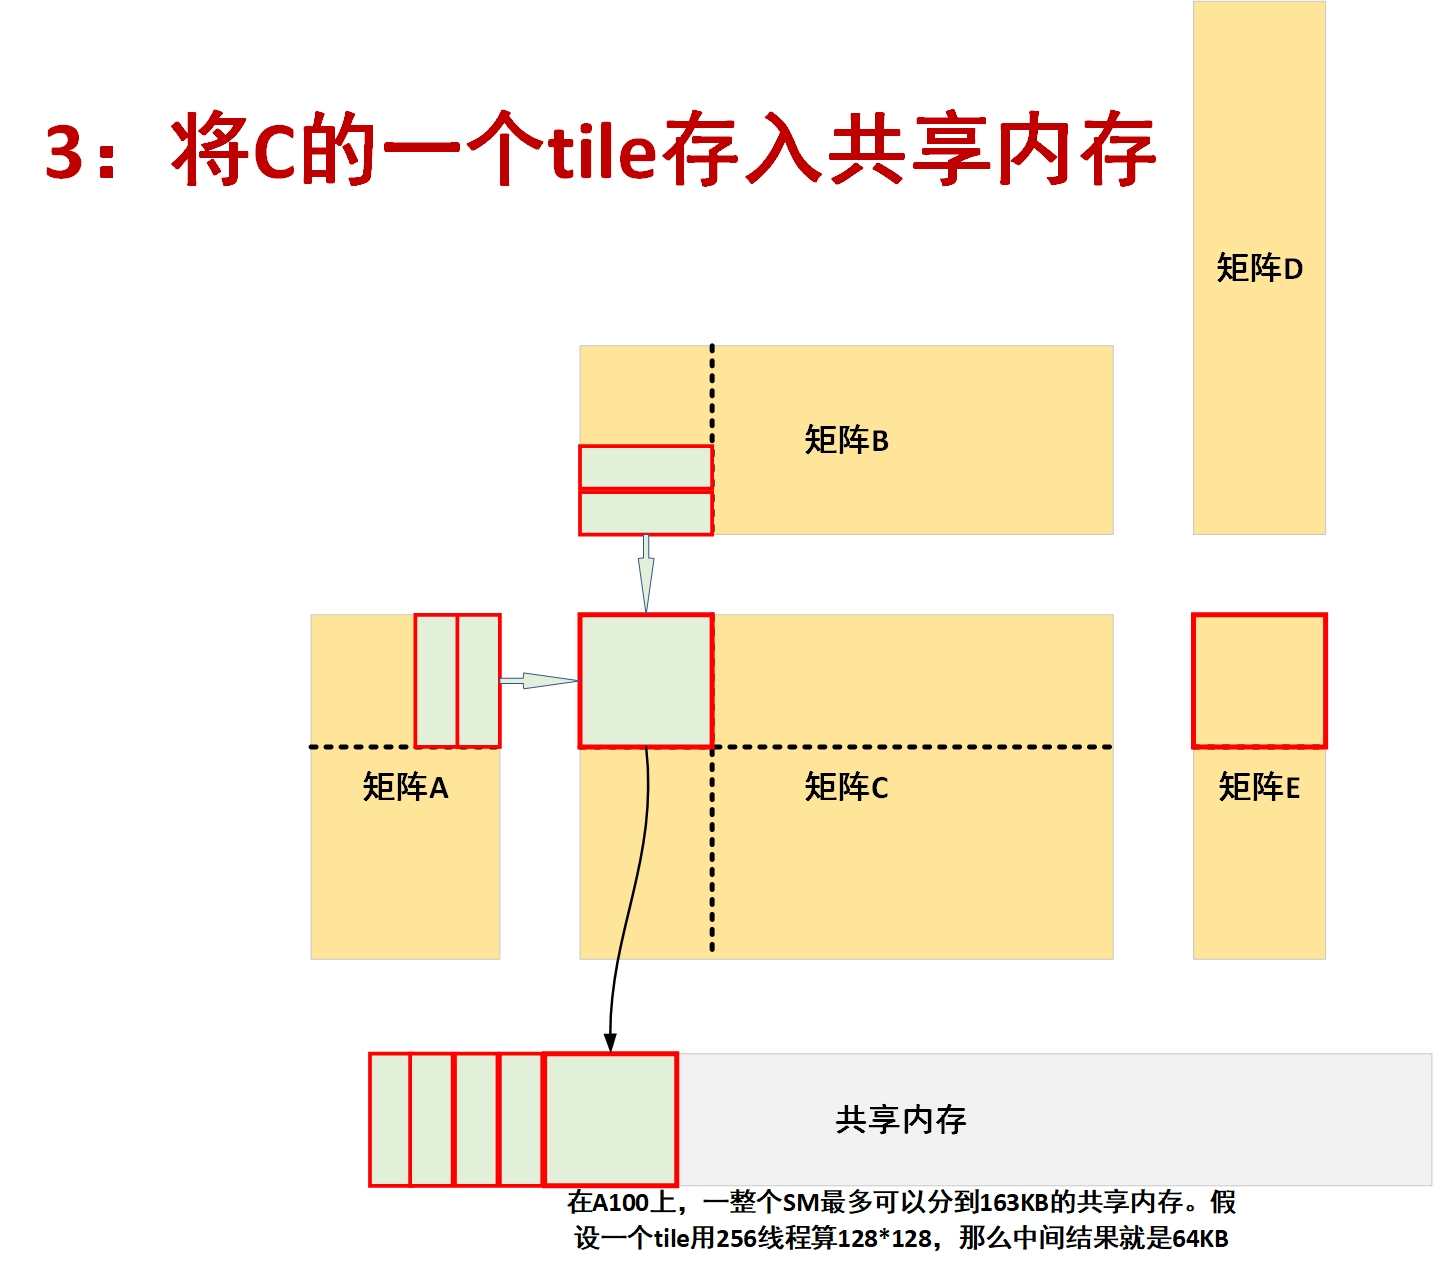 3：将C的一个tile存入共享内存
矩阵D
矩阵B
矩阵A
矩阵C
矩阵E
共享内存
在A100上，一整个SM最多可以分到163KB的共享内存。假
设一个tile用256线程算128*128，那么中间结果就是64KB